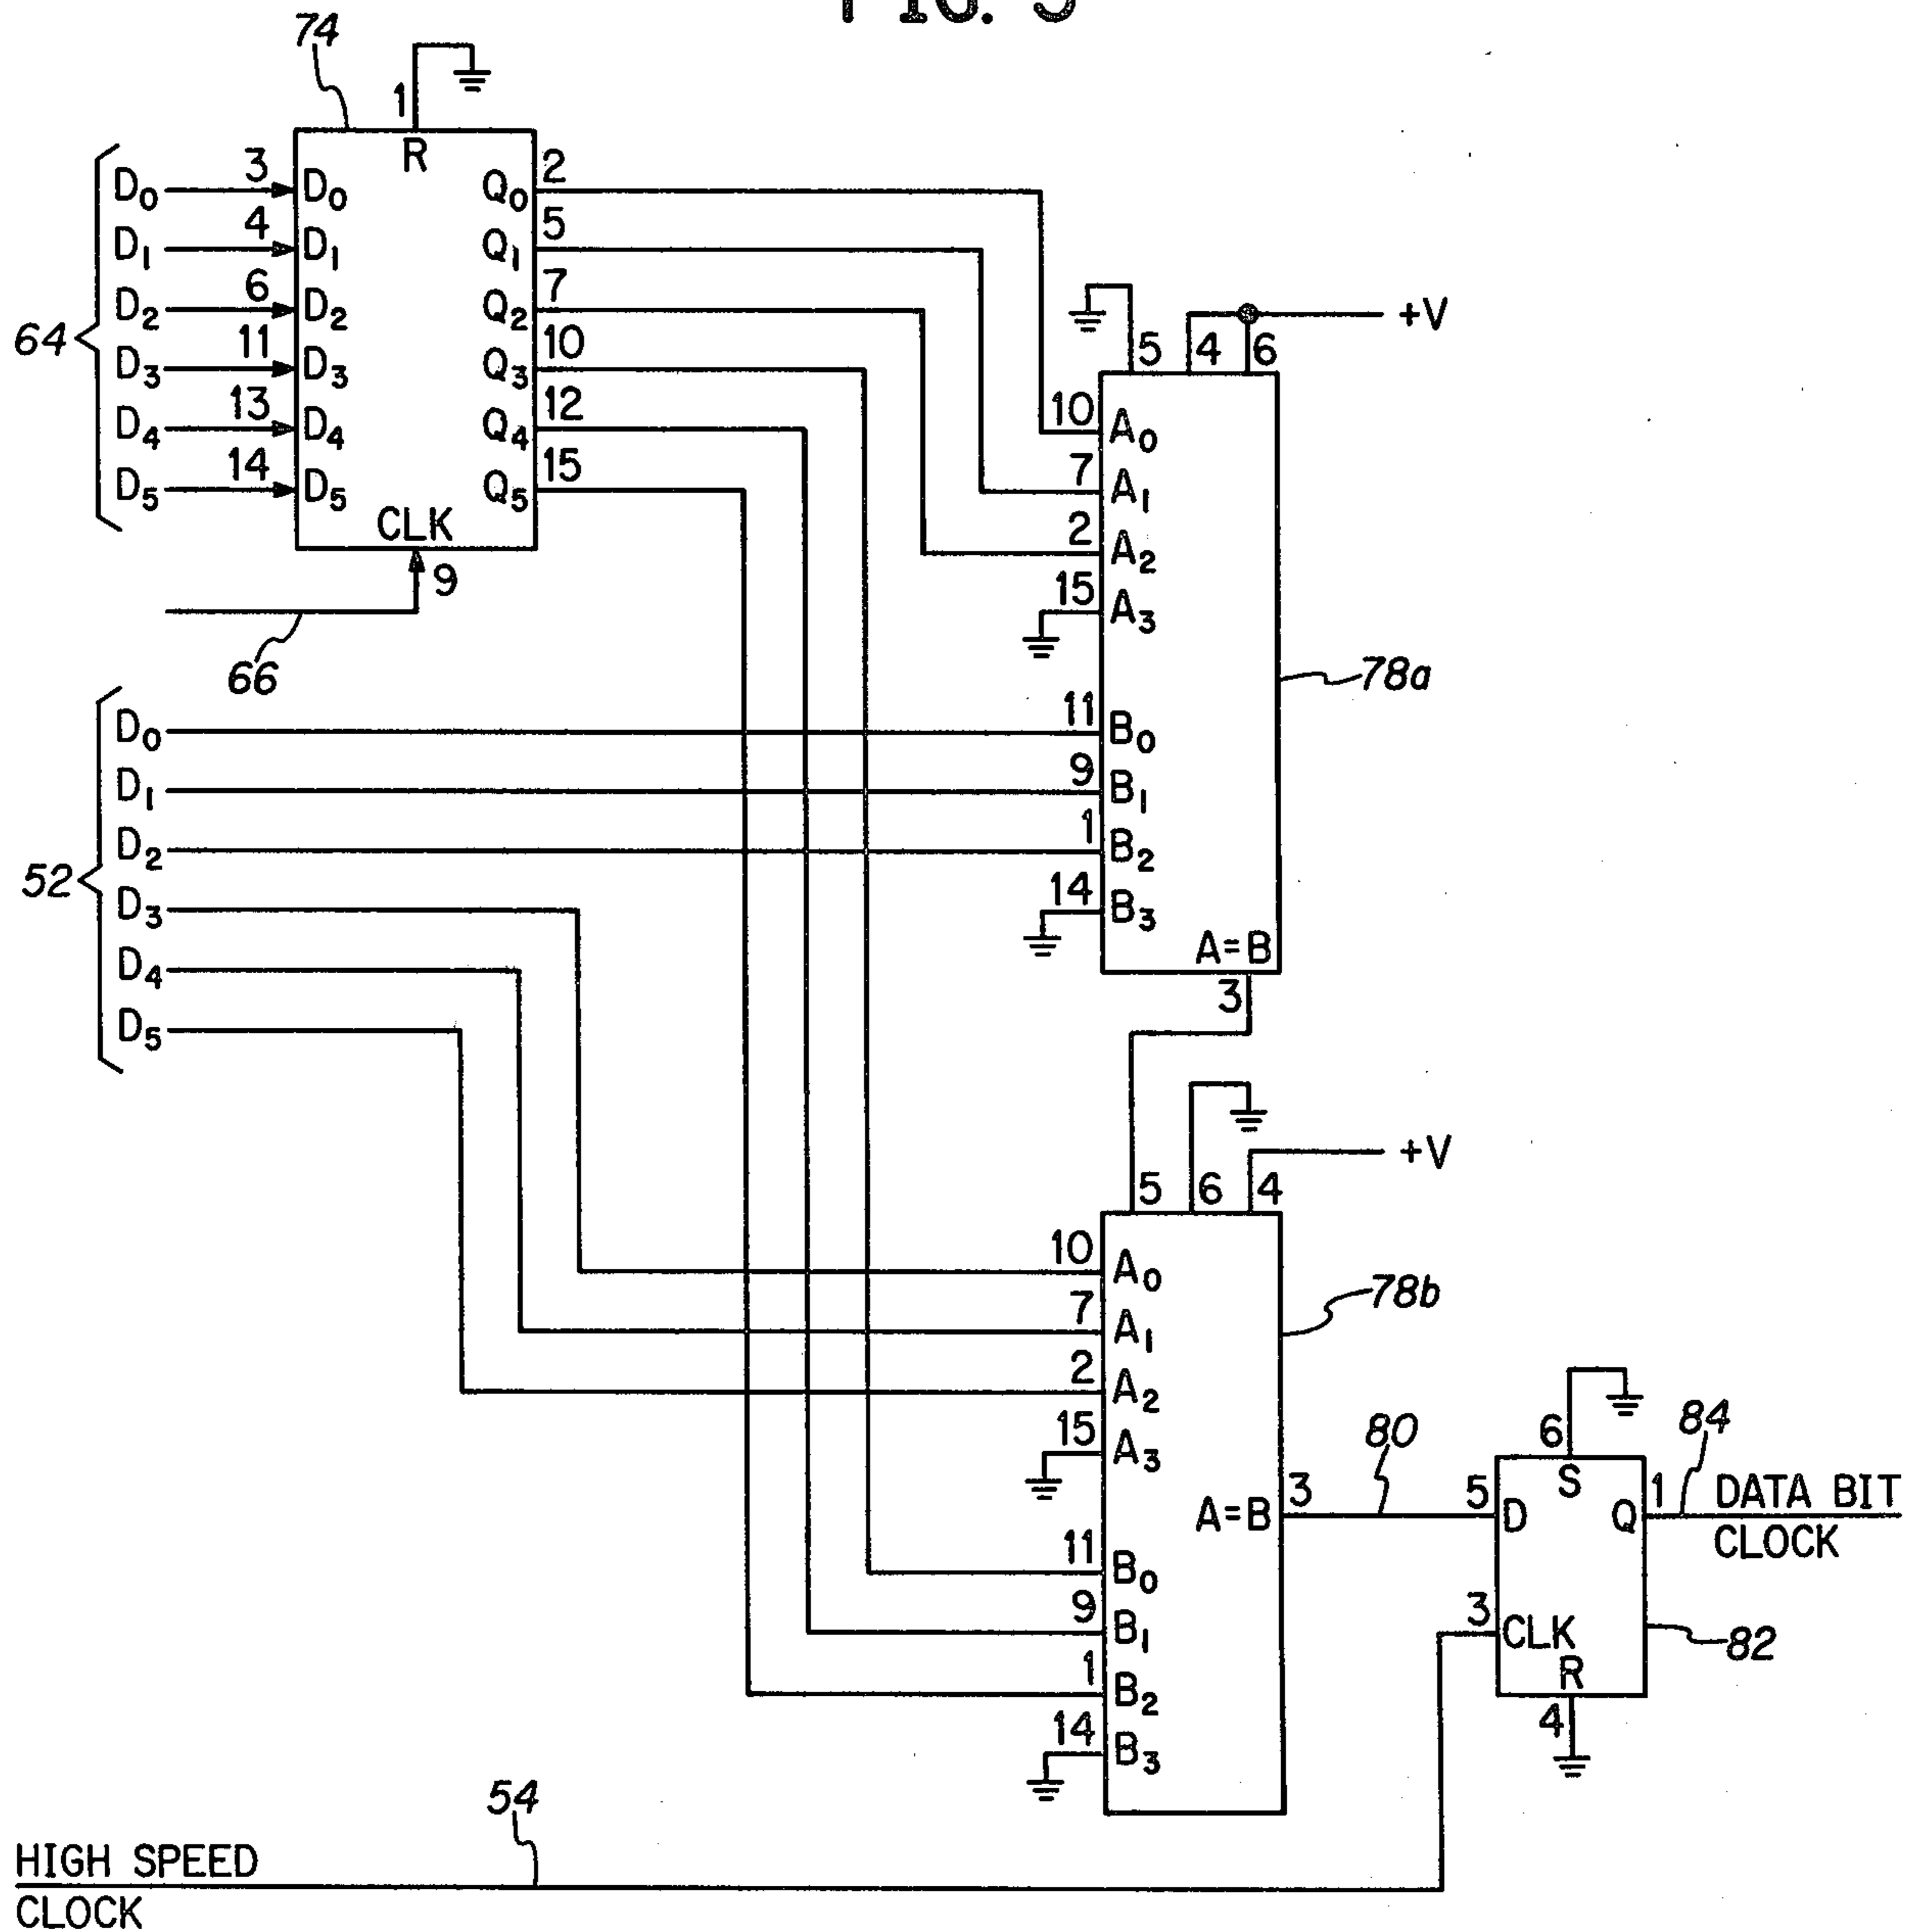 FIG. 5
74
1
R
64
D0 3 D0 Q0 2
D1 4 D1 Q1 5
D2 6 D2 Q2 7
D3 11 D3 Q3 10
D4 13 D4 Q4 12
D5 14 D5 Q5 15
CLK
9
66
5 4 6 +V
10 A0
7 A1
2 A2
15 A3
78a
11 B0
9 B1
1 B2
14 B3
A=B
3
52
D0
D1
D2
D3
D4
D5
5 6 4 +V
10 A0
7 A1
2 A2
15 A3
78b
A=B 3
11 B0
9 B1
1 B2
14 B3
80
6
S
5 D
Q 1
84
DATA BIT
CLOCK
3 CLK
R
4
82
54
HIGH SPEED
CLOCK